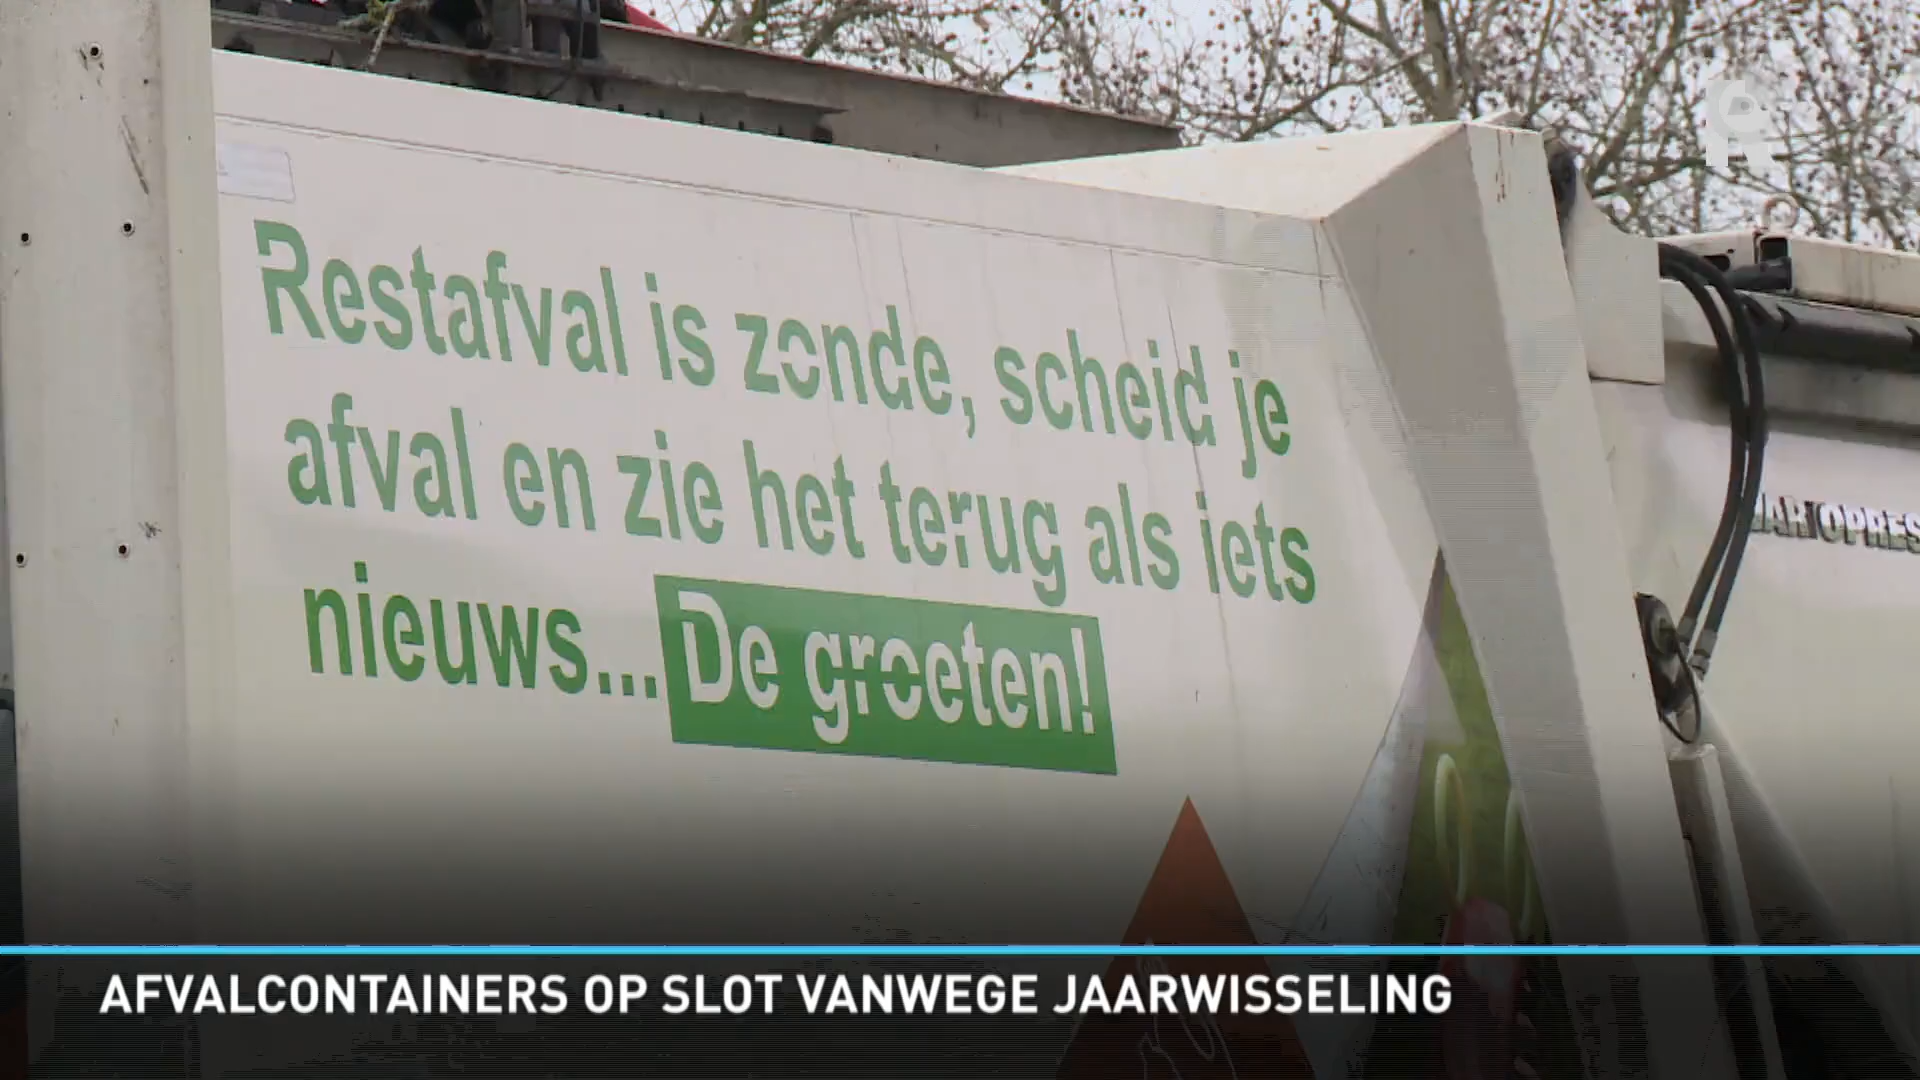 Restafval is zonde, scheid je
afval en zie het terug als iets
nieuws... De groeten!
AFVALCONTAINERS OP SLOT VANWEGE JAARWISSELING